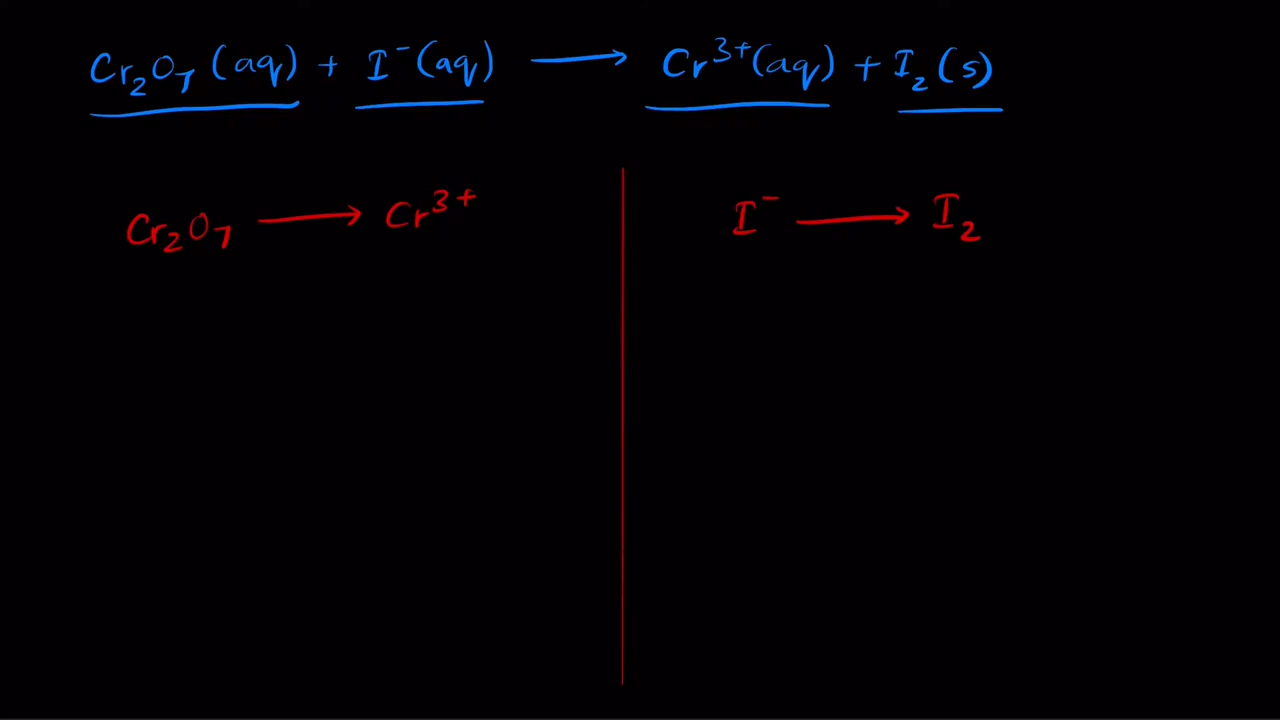 Cr₂O₇ (aq) + I⁻ (aq) ⟶ Cr³⁺(aq) + I₂(s)
Cr₂O₇ ⟶ Cr³⁺
I⁻ ⟶ I₂